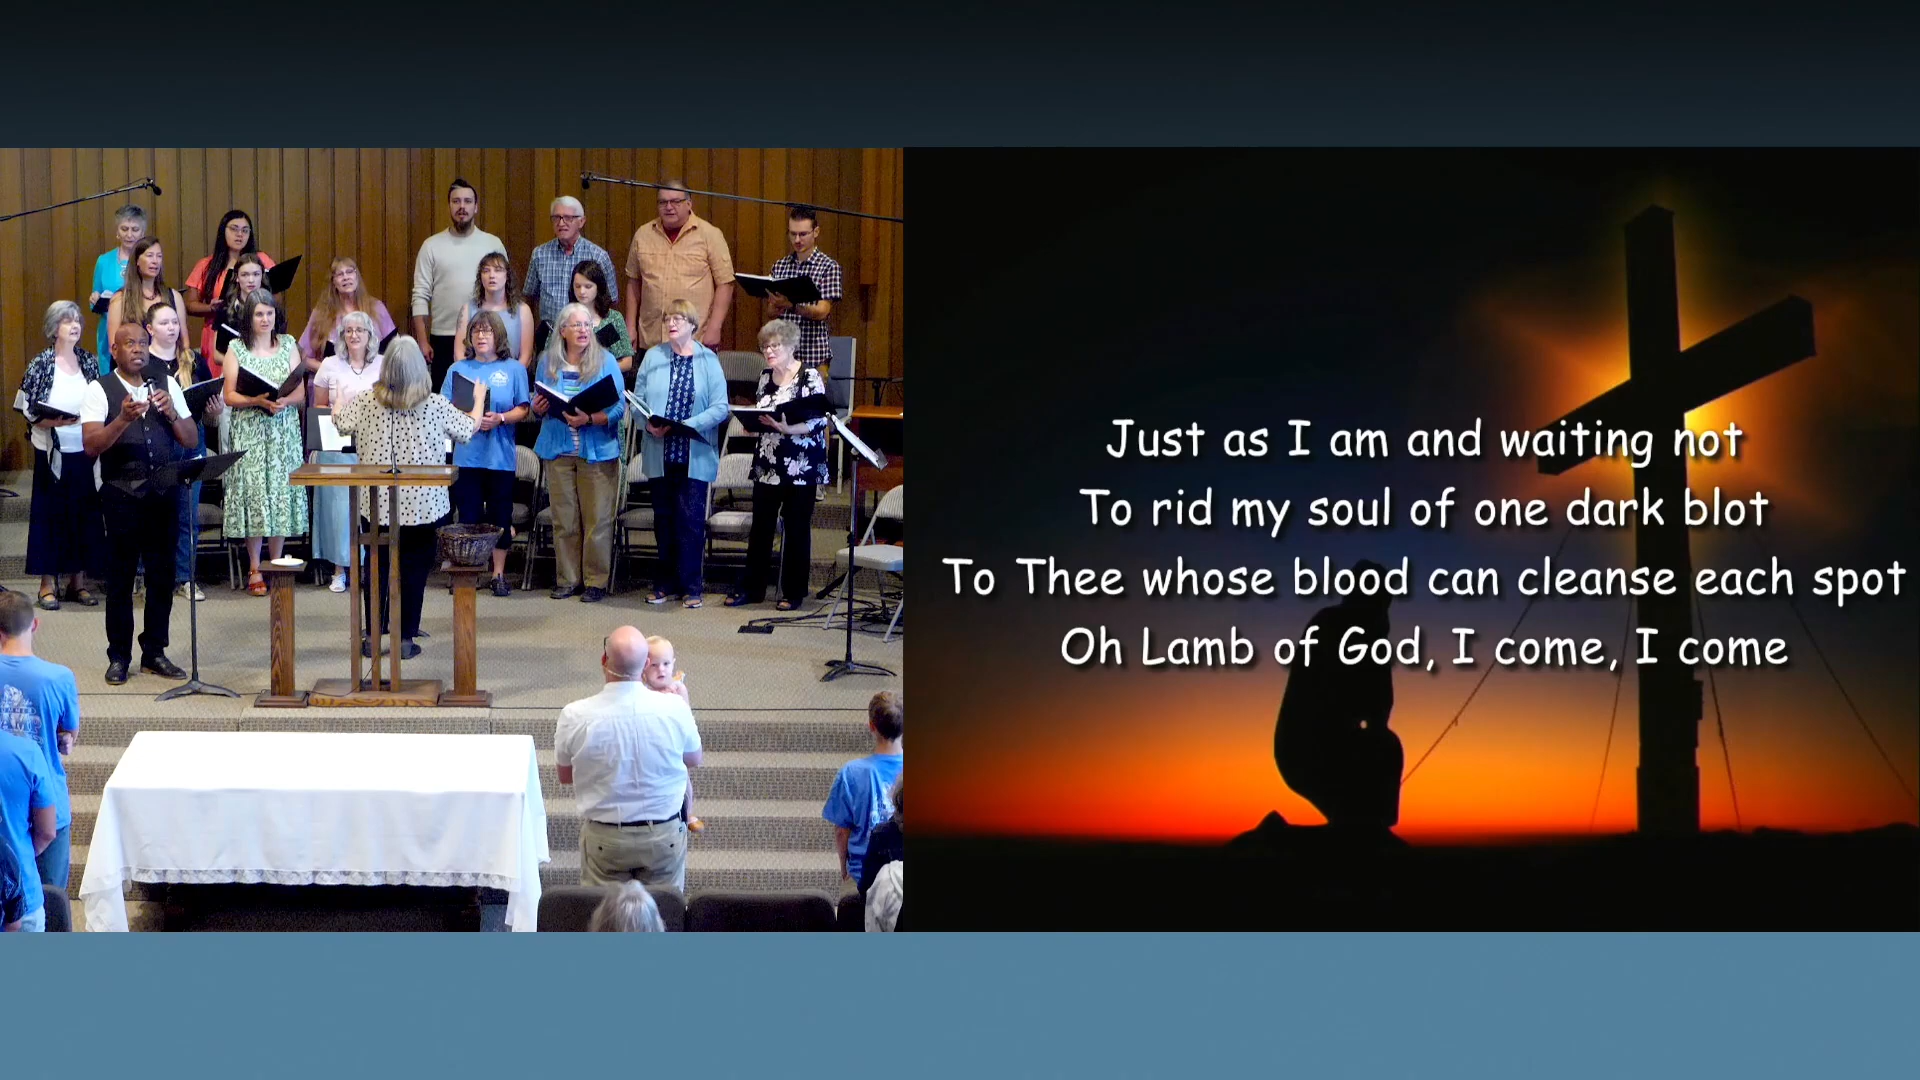 Just as I am and waiting not
To rid my soul of one dark blot
To Thee whose blood can cleanse each spot
Oh Lamb of God, I come, I come